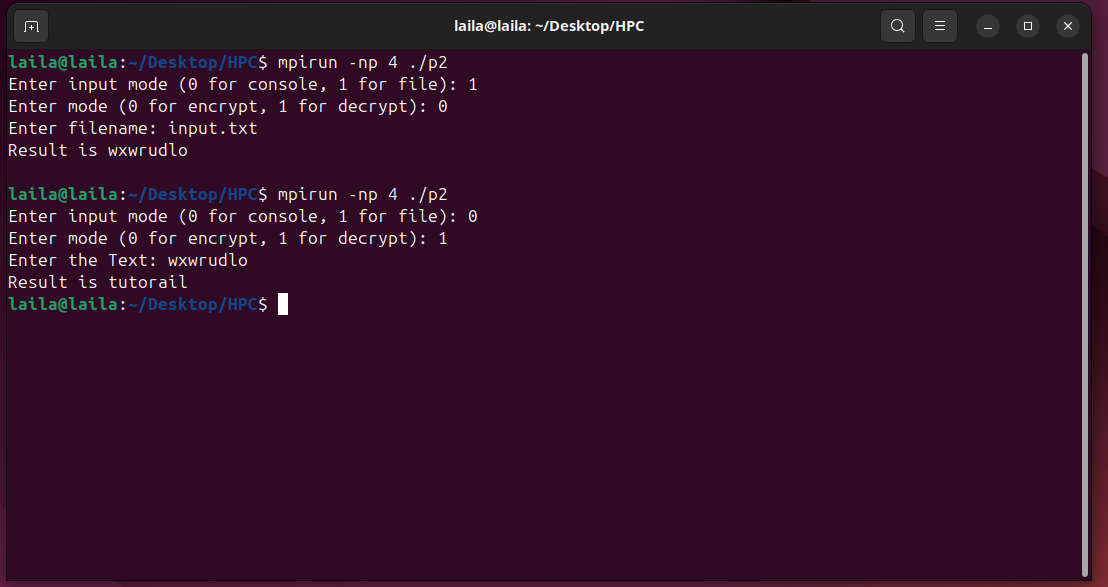 laila@laila: ~/Desktop/HPC
laila@laila:~/Desktop/HPC$ mpirun -np 4 ./p2
Enter input mode (0 for console, 1 for file): 1
Enter mode (0 for encrypt, 1 for decrypt): 0
Enter filename: input.txt
Result is wxwrudlo
laila@laila:~/Desktop/HPC$ mpirun -np 4 ./p2
Enter input mode (0 for console, 1 for file): 0
Enter mode (0 for encrypt, 1 for decrypt): 1
Enter the Text: wxwrudlo
Result is tutorail
laila@laila:~/Desktop/HPC$